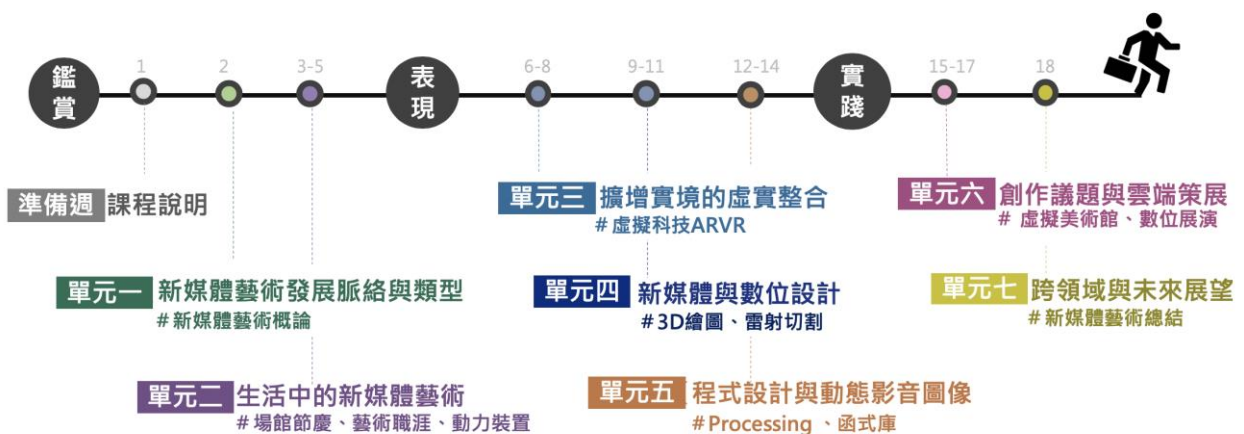 鑑賞
1
2
3-5
表現
6-8
9-11
12-14
實踐
15-17
18
準備週 課程說明
單元一 新媒體藝術發展脈絡與類型
#新媒體藝術概論
單元二 生活中的新媒體藝術
#場館節慶、藝術職涯、動力裝置
單元三 擴增實境的虛實整合
#虛擬科技ARVR
單元四 新媒體與數位設計
#3D繪圖、雷射切割
單元五 程式設計與動態影音圖像
#Processing 、函式庫
單元六 創作議題與雲端策展
# 虛擬美術館、數位展演
單元七 跨領域與未來展望
#新媒體藝術總結